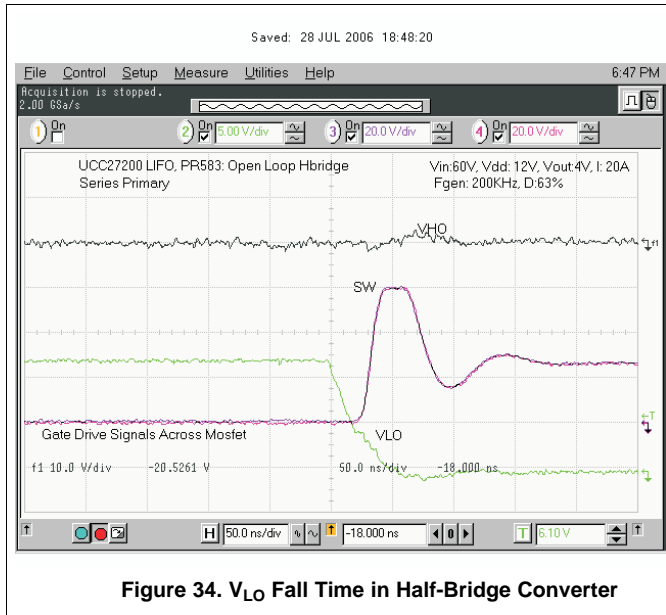 Saved: 28 JUL 2006 18:48:20
File Control Setup Measure Utilities Help 6:47 PM
Acquisition is stopped.
2.00 GSa/s
1 On 2 On 5.00 V/div 3 On 20.0 V/div 4 On 20.0 V/div
UCC27200 LIFO, PR583: Open Loop Hbridge Vin:60V, Vdd: 12V, Vout:4V, I: 20A
Series Primary Fgen: 200KHz, D:63%
VHO
f1
SW
T
Gate Drive Signals Across Mosfet VLO
f1 10.0 V/div -20.5261 V 50.0 ns/div -18.000 ns
H 50.0 ns/div -18.000 ns 0 T 6.10 V
Figure 34. VLO Fall Time in Half-Bridge Converter